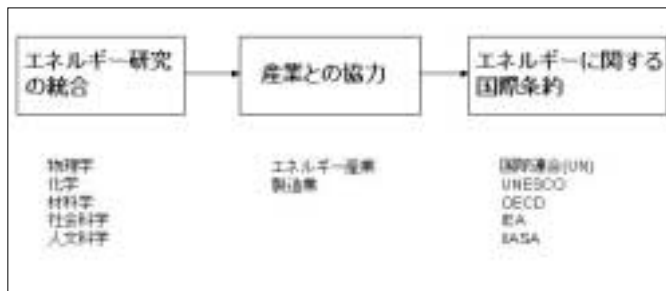 エネルギー研究
の統合
産業との協力
エネルギーに関する
国際条約
物理学
化学
材料学
社会科学
人文科学
エネルギー産業
製造業
国際連合(UN)
UNESCO
OECD
IEA
IIASA